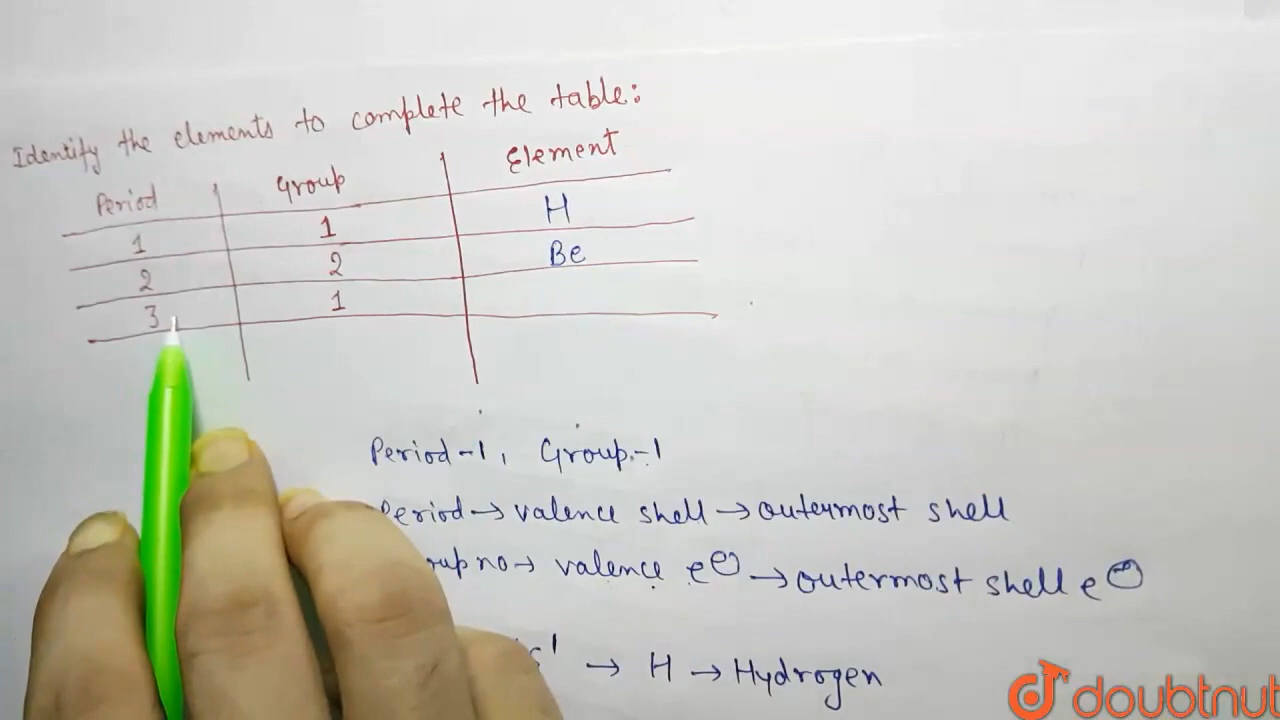 Identify the elements to complete the table:
Period Group Element
1 1 H
2 2 Be
3 1
Period-1, Group-1
Period → valence shell → outermost shell
no → valence e⊖ → outermost shell e⊖
→ H → Hydrogen
doubtnut